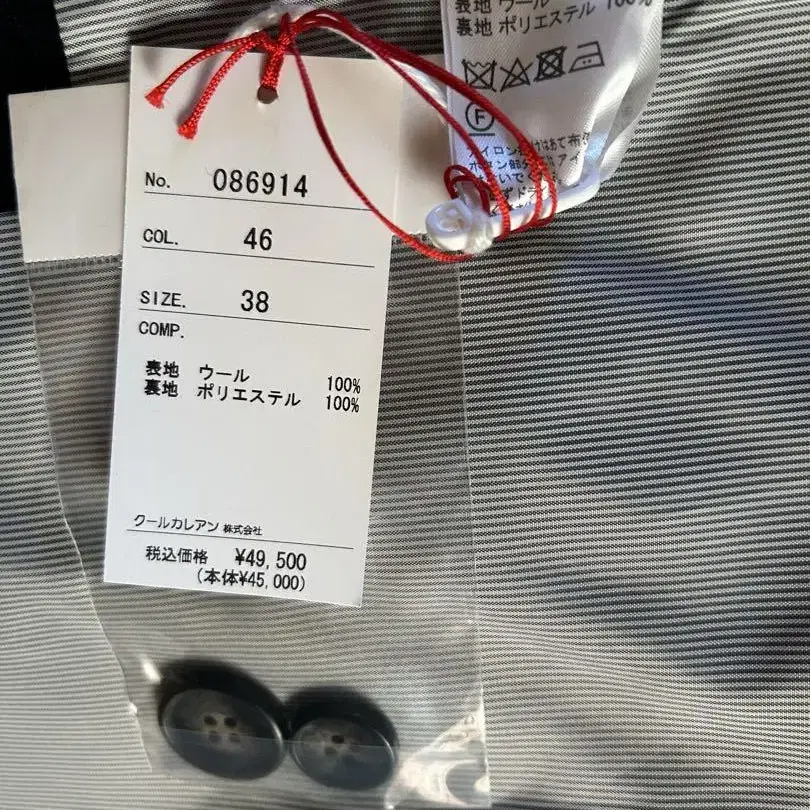 No. 086914
COL. 46
SIZE. 38
COMP.
表地 ウール 100%
裏地 ポリエステル 100%
クールカレアン 株式会社
税込価格 ¥49,500
(本体¥45,000)
表地 ウール 100%
裏地 ポリエステル
F